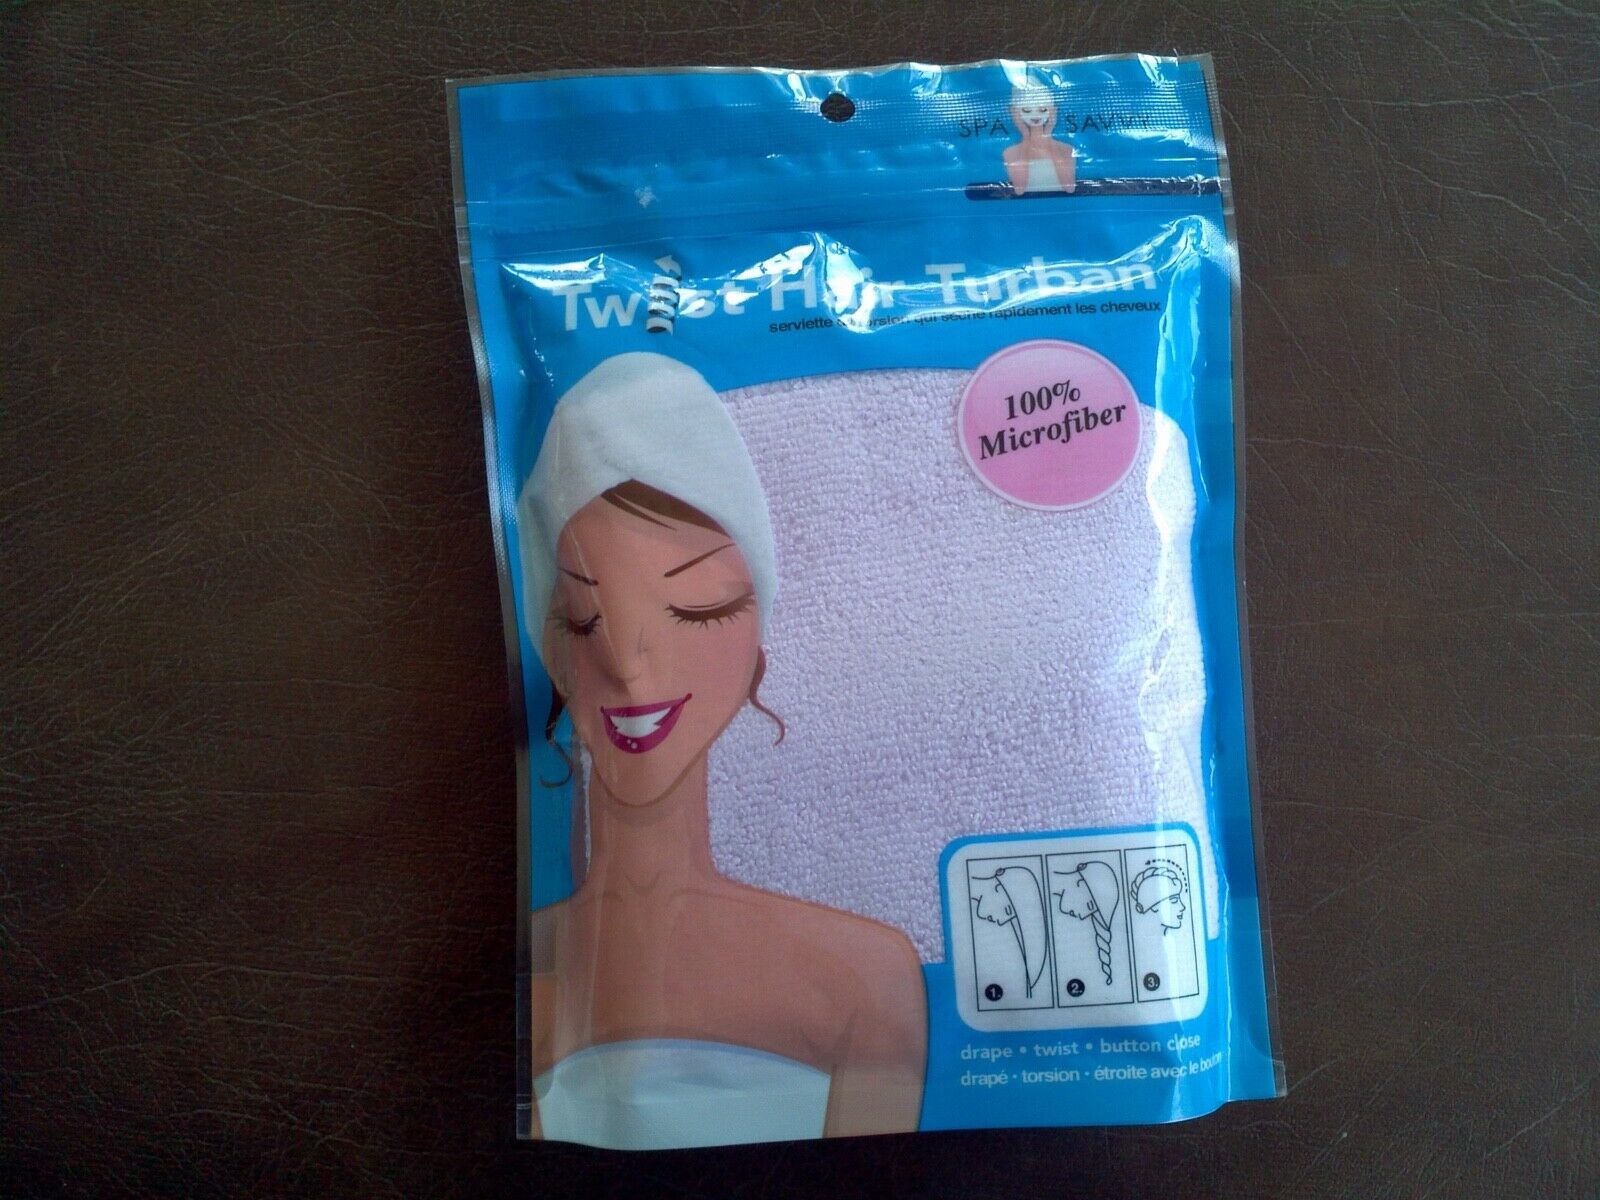 SPA SAVVIE
Twist Hair Turban
serviette à torsion qui sèche rapidement les cheveux
100%
Microfiber
1. 2. 3.
drape • twist • button close
drapé • torsion • étroite avec le bouton